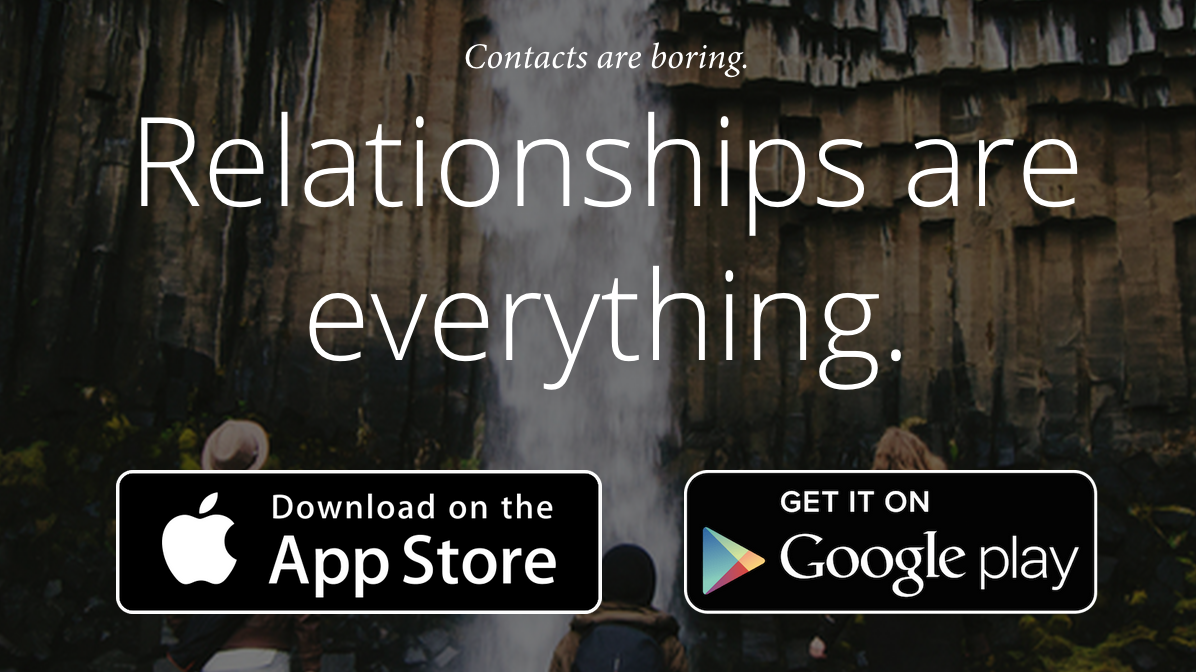 Contacts are boring.
Relationships are
everything.
Download on the
App Store
GET IT ON
Google play